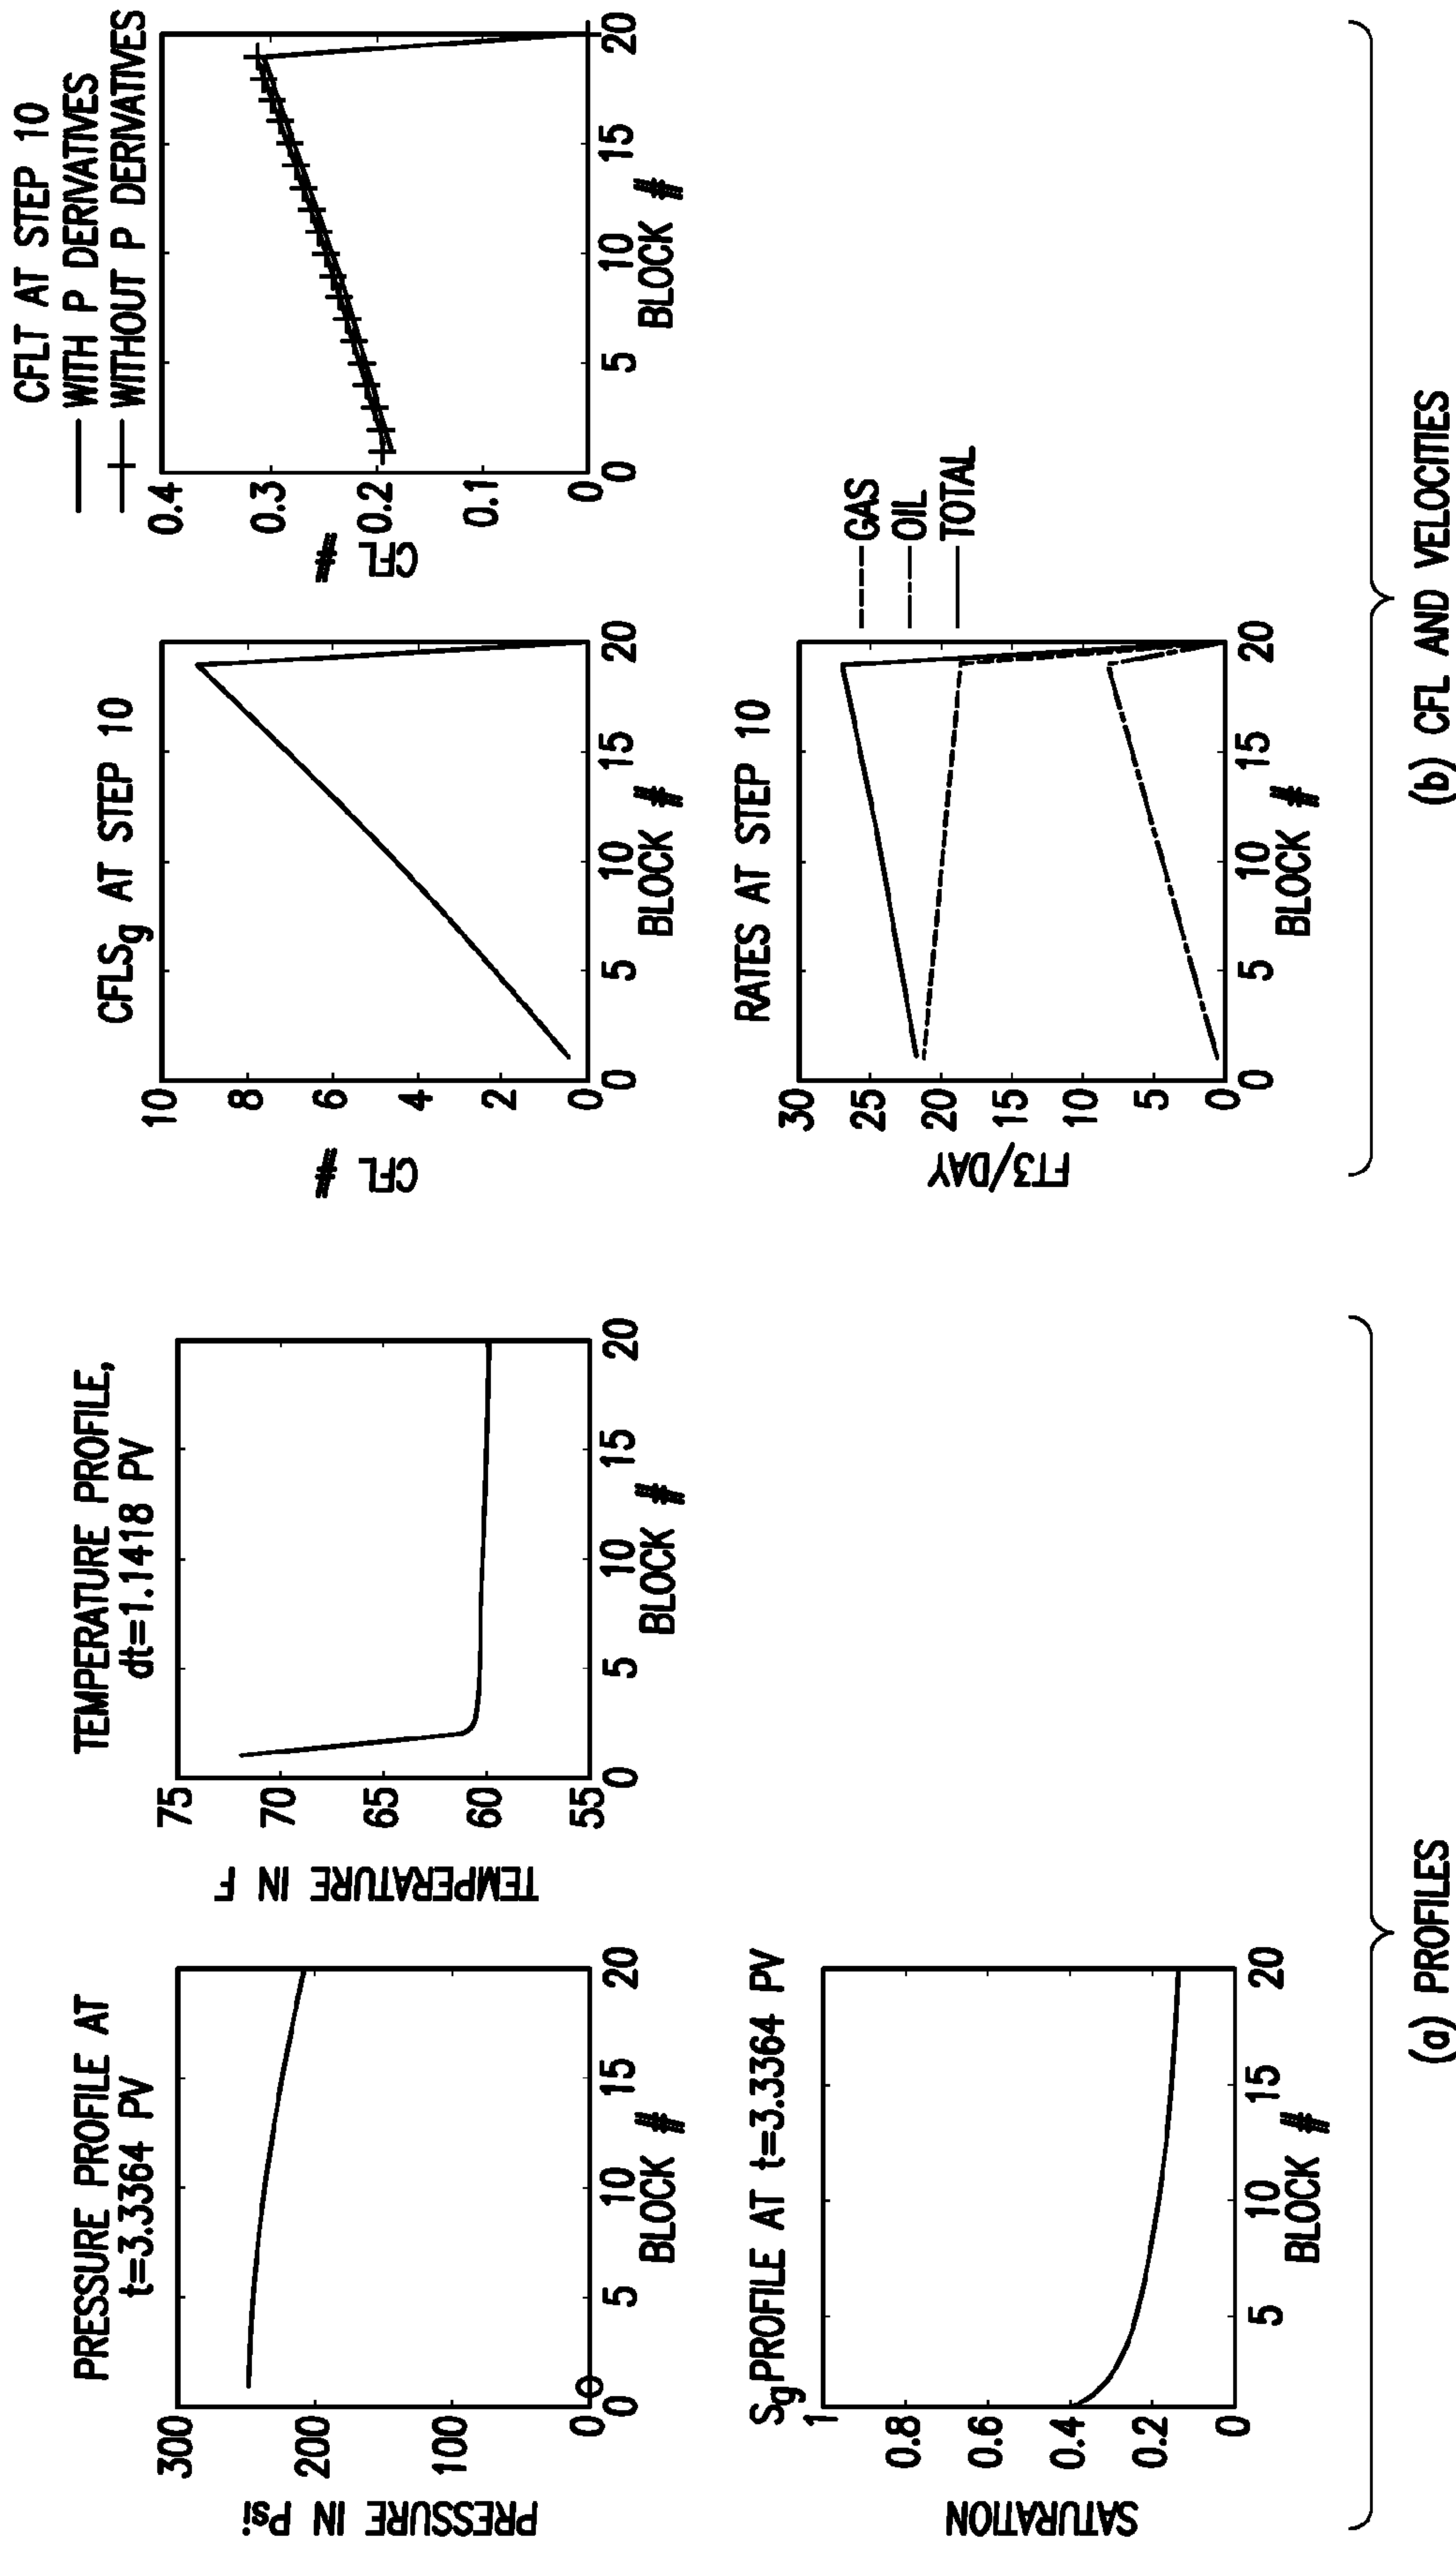 PRESSURE PROFILE AT
t=3.3364 PV
300
200
100
0
PRESSURE IN Psi
0 5 10 15 20
BLOCK #
TEMPERATURE PROFILE,
dt=1.1418 PV
75
70
65
60
55
TEMPERATURE IN F
0 5 10 15 20
BLOCK #
Sg PROFILE AT t=3.3364 PV
1
0.8
0.6
0.4
0.2
0
SATURATION
5 10 15 20
BLOCK #
(a) PROFILES
CFLSg AT STEP 10
10
8
6
4
2
0
CFL #
0 5 10 15 20
BLOCK #
CFLT AT STEP 10
WITH P DERIVATIVES
WITHOUT P DERIVATIVES
0.4
0.3
0.2
0.1
0
CFL #
0 5 10 15 20
BLOCK #
RATES AT STEP 10
30
25
20
15
10
5
0
FT3/DAY
0 5 10 15 20
BLOCK #
GAS
OIL
TOTAL
(b) CFL AND VELOCITIES